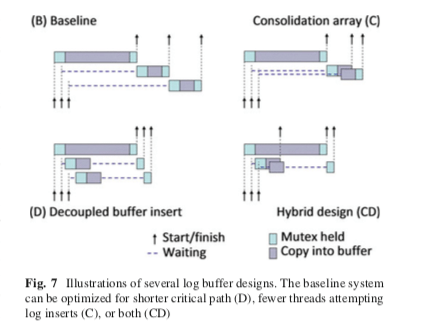 (B) Baseline
Consolidation array (C)
(D) Decoupled buffer insert
Hybrid design (CD)
Start/finish
Mutex held
Waiting
Copy into buffer
Fig. 7 Illustrations of several log buffer designs. The baseline system
can be optimized for shorter critical path (D), fewer threads attempting
log inserts (C), or both (CD)